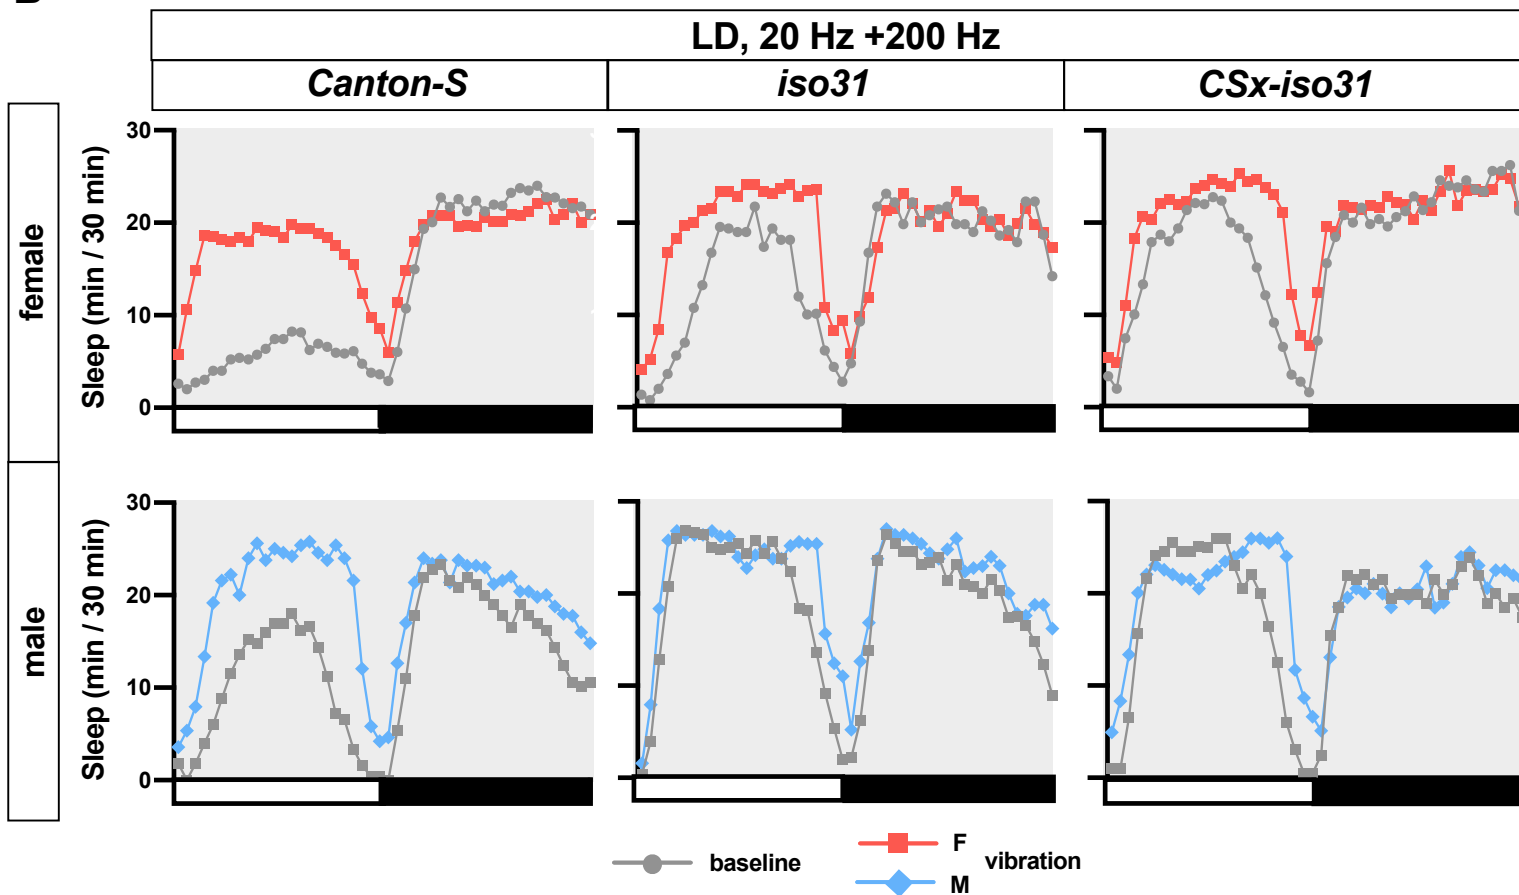 LD, 20 Hz +200 Hz
Canton-S
iso31
CSx-iso31
female
Sleep (min / 30 min)
30
20
10
0
male
Sleep (min / 30 min)
30
20
10
0
baseline
F
vibration
M